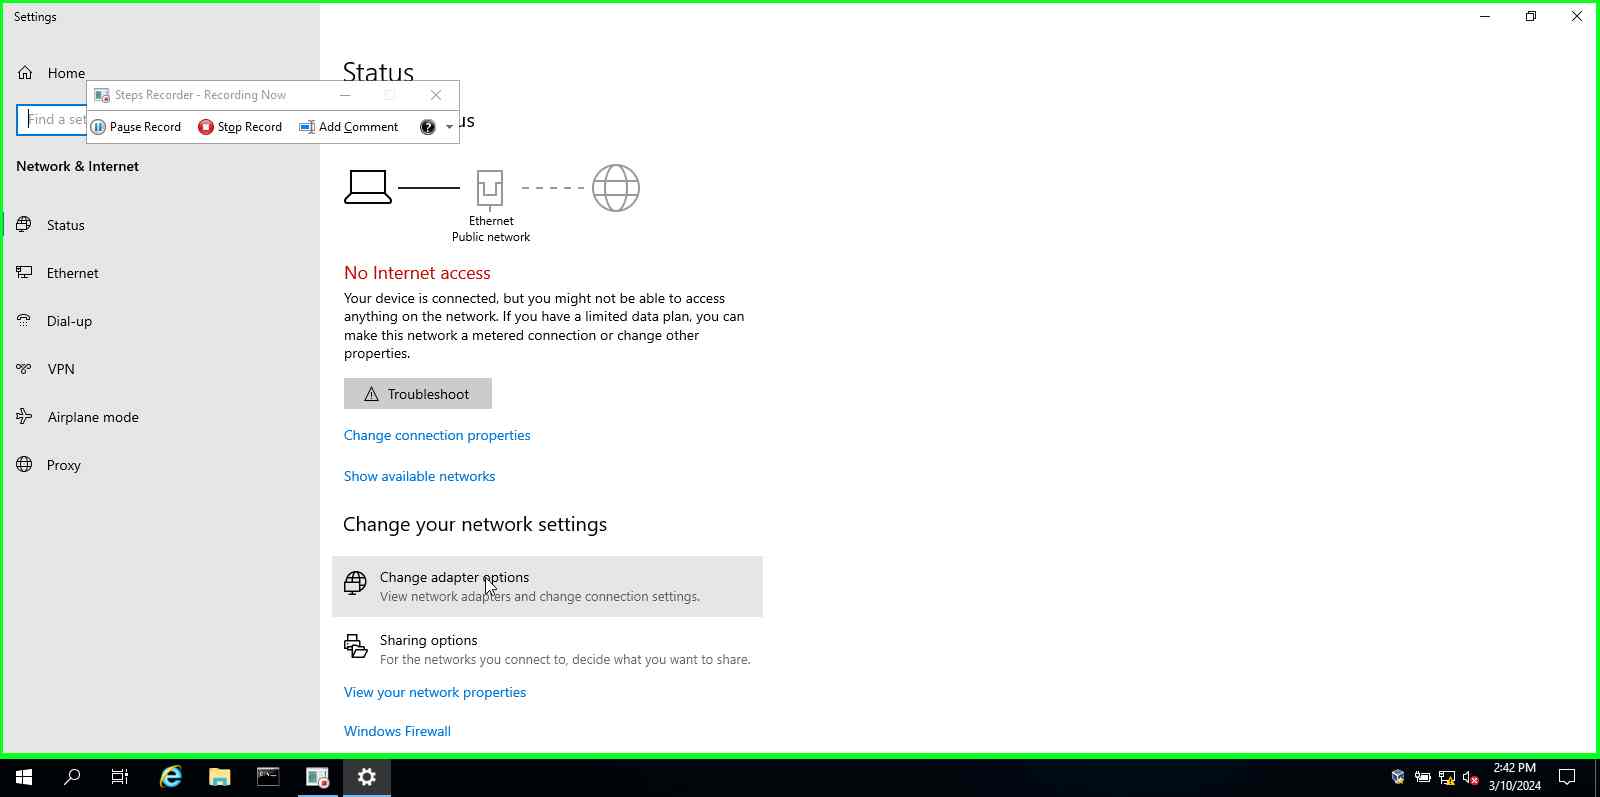 Settings
Home
Steps Recorder - Recording Now
Pause Record
Stop Record
Add Comment
?
Find a set
Network & Internet
Status
Ethernet
Dial-up
VPN
Airplane mode
Proxy
Status
us
Ethernet
Public network
No Internet access
Your device is connected, but you might not be able to access
anything on the network. If you have a limited data plan, you can
make this network a metered connection or change other
properties.
Troubleshoot
Change connection properties
Show available networks
Change your network settings
Change adapter options
View network adapters and change connection settings.
Sharing options
For the networks you connect to, decide what you want to share.
View your network properties
Windows Firewall
2:42 PM
3/10/2024